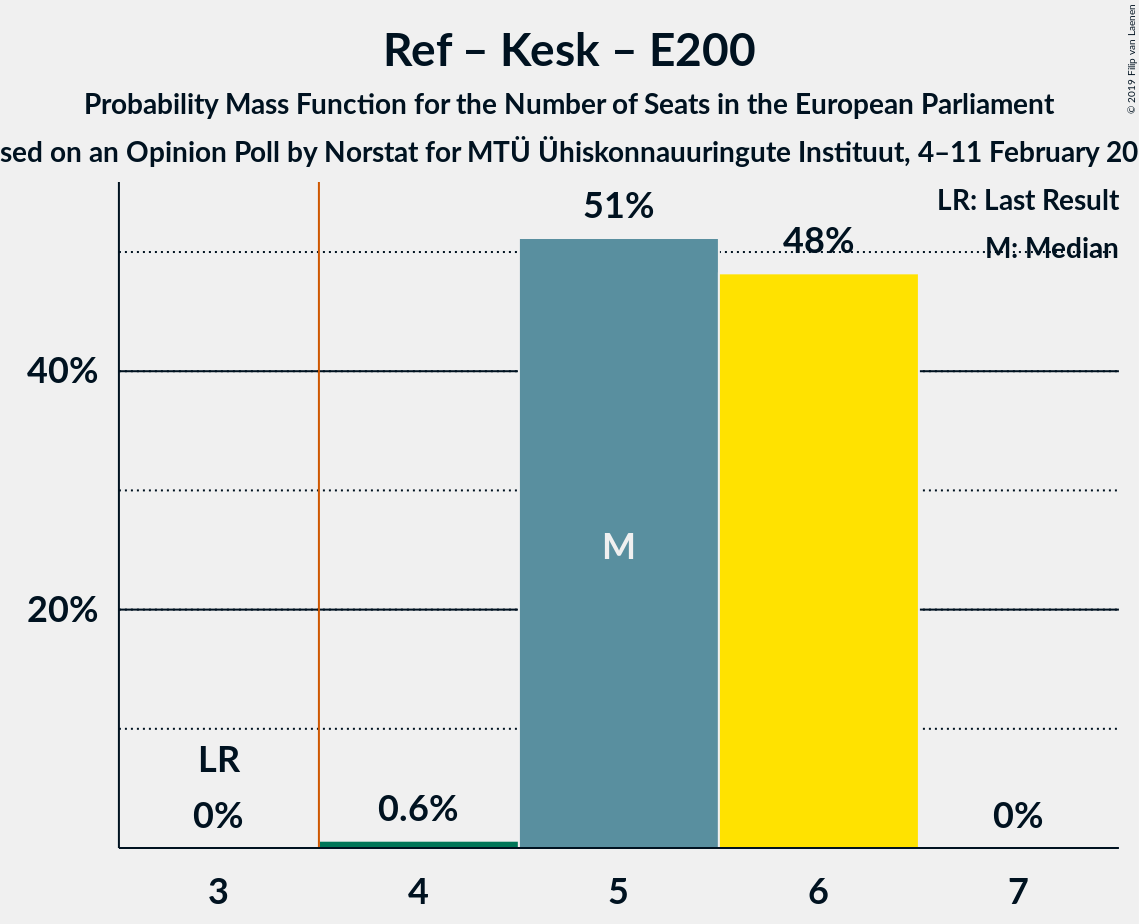 Ref – Kesk – E200
Probability Mass Function for the Number of Seats in the European Parliament
sed on an Opinion Poll by Norstat for MTÜ Ühiskonnauuringute Instituut, 4–11 February 20
© 2019 Filip van Laenen
LR: Last Result
M: Median
51%
48%
40%
M
20%
LR
0%
0.6%
0%
3 4 5 6 7